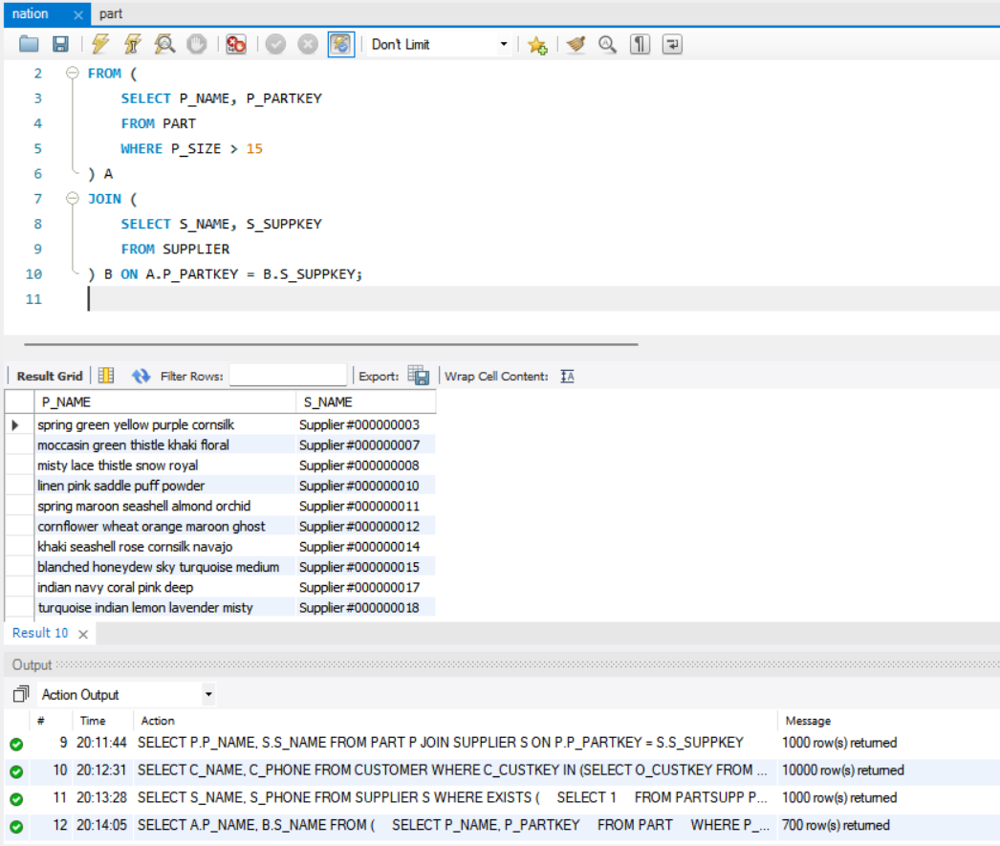 nation × part
Don't Limit
2 FROM (
3 SELECT P_NAME, P_PARTKEY
4 FROM PART
5 WHERE P_SIZE > 15
6 ) A
7 JOIN (
8 SELECT S_NAME, S_SUPPKEY
9 FROM SUPPLIER
10 ) B ON A.P_PARTKEY = B.S_SUPPKEY;
11
Result Grid Filter Rows: Export: Wrap Cell Content: IA
P_NAME S_NAME
spring green yellow purple cornsilk Supplier#000000003
moccasin green thistle khaki floral Supplier#000000007
misty lace thistle snow royal Supplier#000000008
linen pink saddle puff powder Supplier#000000010
spring maroon seashell almond orchid Supplier#000000011
cornflower wheat orange maroon ghost Supplier#000000012
khaki seashell rose cornsilk navajo Supplier#000000014
blanched honeydew sky turquoise medium Supplier#000000015
indian navy coral pink deep Supplier#000000017
turquoise indian lemon lavender misty Supplier#000000018
Result 10 ×
Output
Action Output
# Time Action Message
9 20:11:44 SELECT P.P_NAME, S.S_NAME FROM PART P JOIN SUPPLIER S ON P.P_PARTKEY = S.S_SUPPKEY 1000 row(s) returned
10 20:12:31 SELECT C_NAME, C_PHONE FROM CUSTOMER WHERE C_CUSTKEY IN (SELECT O_CUSTKEY FROM ... 10000 row(s) returned
11 20:13:28 SELECT S_NAME, S_PHONE FROM SUPPLIER S WHERE EXISTS ( SELECT 1 FROM PARTSUPP P... 1000 row(s) returned
12 20:14:05 SELECT A.P_NAME, B.S_NAME FROM ( SELECT P_NAME, P_PARTKEY FROM PART WHERE P_... 700 row(s) returned